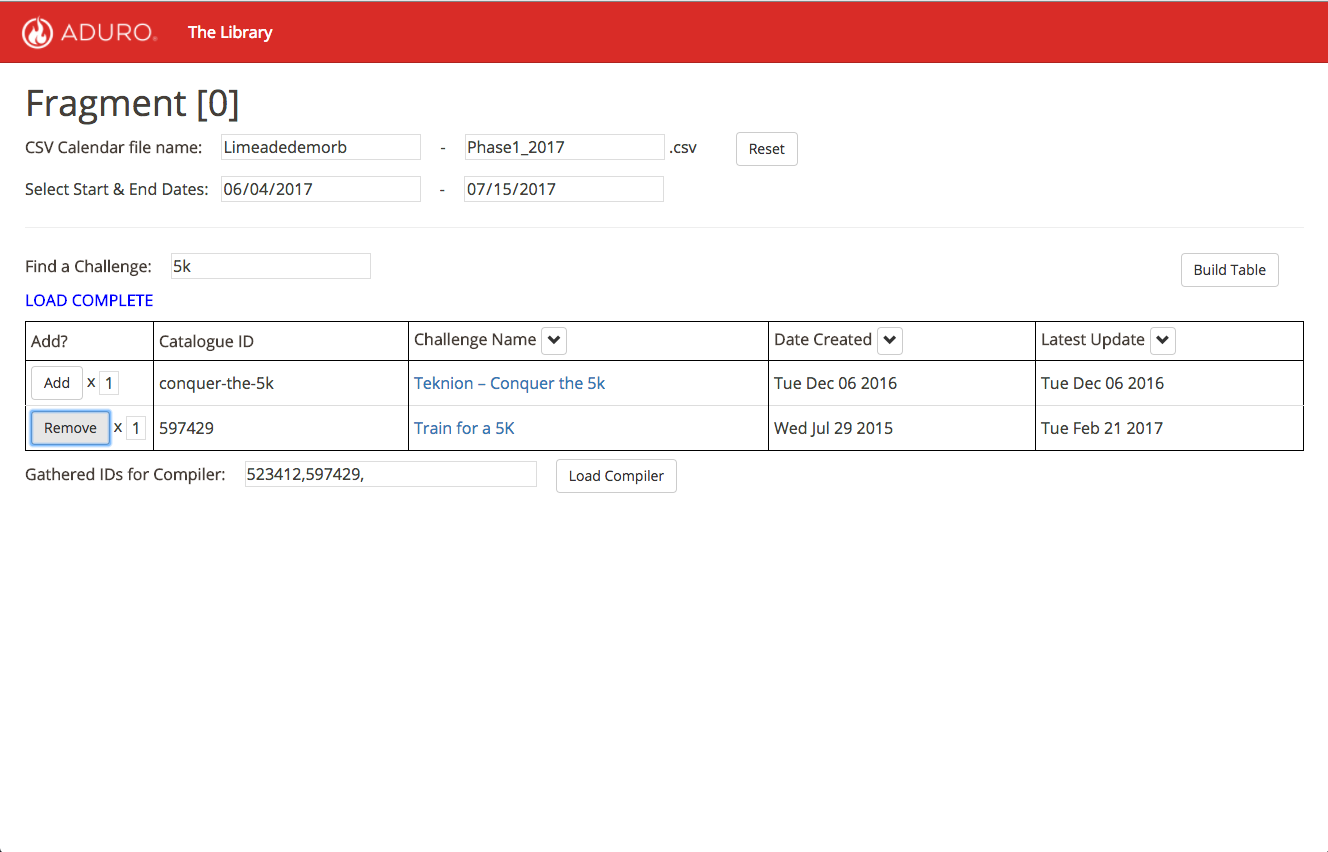 ADURO. The Library
Fragment [0]
CSV Calendar file name: Limeadedemorb - Phase1_2017 .csv Reset
Select Start & End Dates: 06/04/2017 - 07/15/2017
Find a Challenge: 5k Build Table
LOAD COMPLETE
Add? Catalogue ID Challenge Name Date Created Latest Update
Add x 1 conquer-the-5k Teknion – Conquer the 5k Tue Dec 06 2016 Tue Dec 06 2016
Remove x 1 597429 Train for a 5K Wed Jul 29 2015 Tue Feb 21 2017
Gathered IDs for Compiler: 523412,597429, Load Compiler